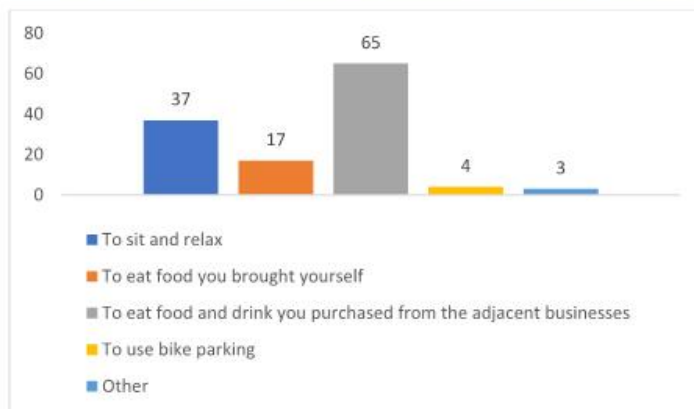 80
65
60
37
40
17
20
4
3
0
To sit and relax
To eat food you brought yourself
To eat food and drink you purchased from the adjacent businesses
To use bike parking
Other